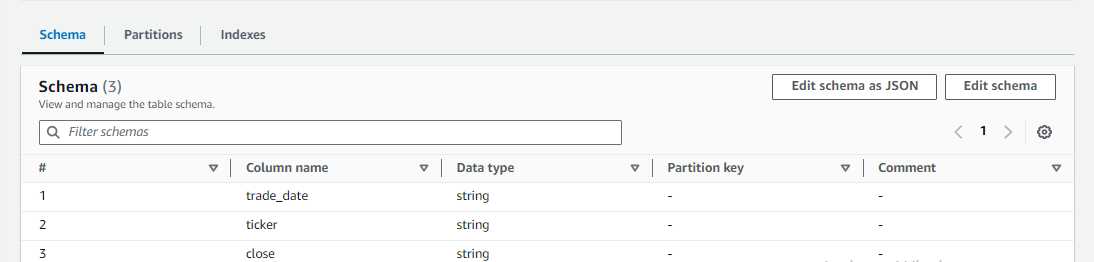 Schema Partitions Indexes
Schema (3)
Edit schema as JSON Edit schema
View and manage the table schema.
Filter schemas
1
# Column name Data type Partition key Comment
1 trade_date string - -
2 ticker string - -
3 close string - -